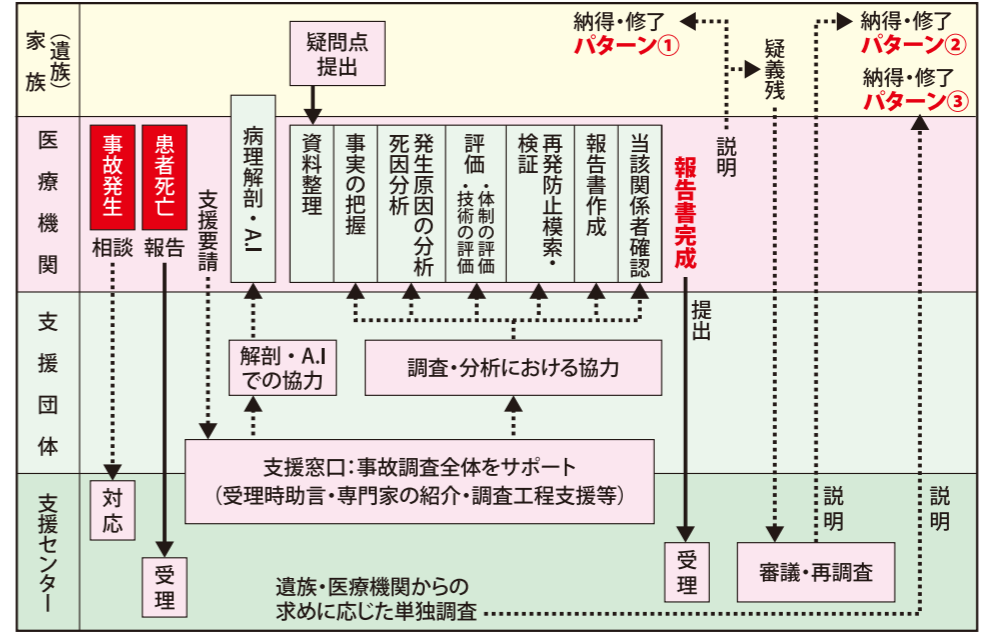 家族
（遺族）
疑問点
提出
納得・修了
パターン①
疑義残
納得・修了
パターン②
納得・修了
パターン③
医療機関
事故発生
患者死亡
相談
報告
支援要請
病理解剖・A.I
資料整理
事実の把握
発生原因の分析
死因分析
評価・体制の評価
・技術の評価
再発防止模索・
検証
報告書作成
当該関係者確認
報告書完成
説明
提出
支援団体
解剖・A.I
での協力
調査・分析における協力
支援窓口：事故調査全体をサポート
（受理時助言・専門家の紹介・調査工程支援等）
支援センター
対応
受理
受理
審議・再調査
説明
説明
遺族・医療機関からの
求めに応じた単独調査